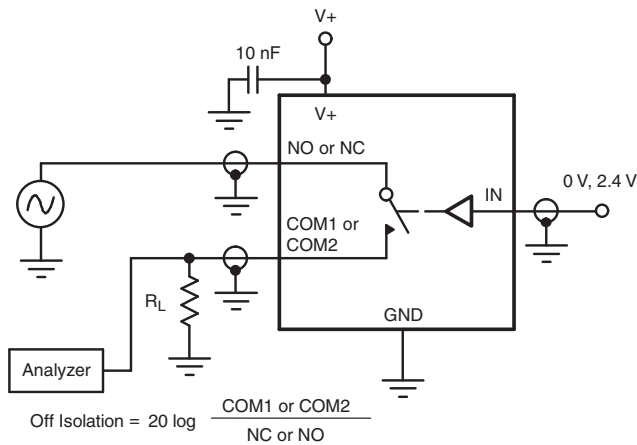 V+
10 nF
V+
NO or NC
0 V, 2.4 V
IN
COM1 or
COM2
RL
GND
Analyzer
Off Isolation = 20 log COM1 or COM2
NC or NO